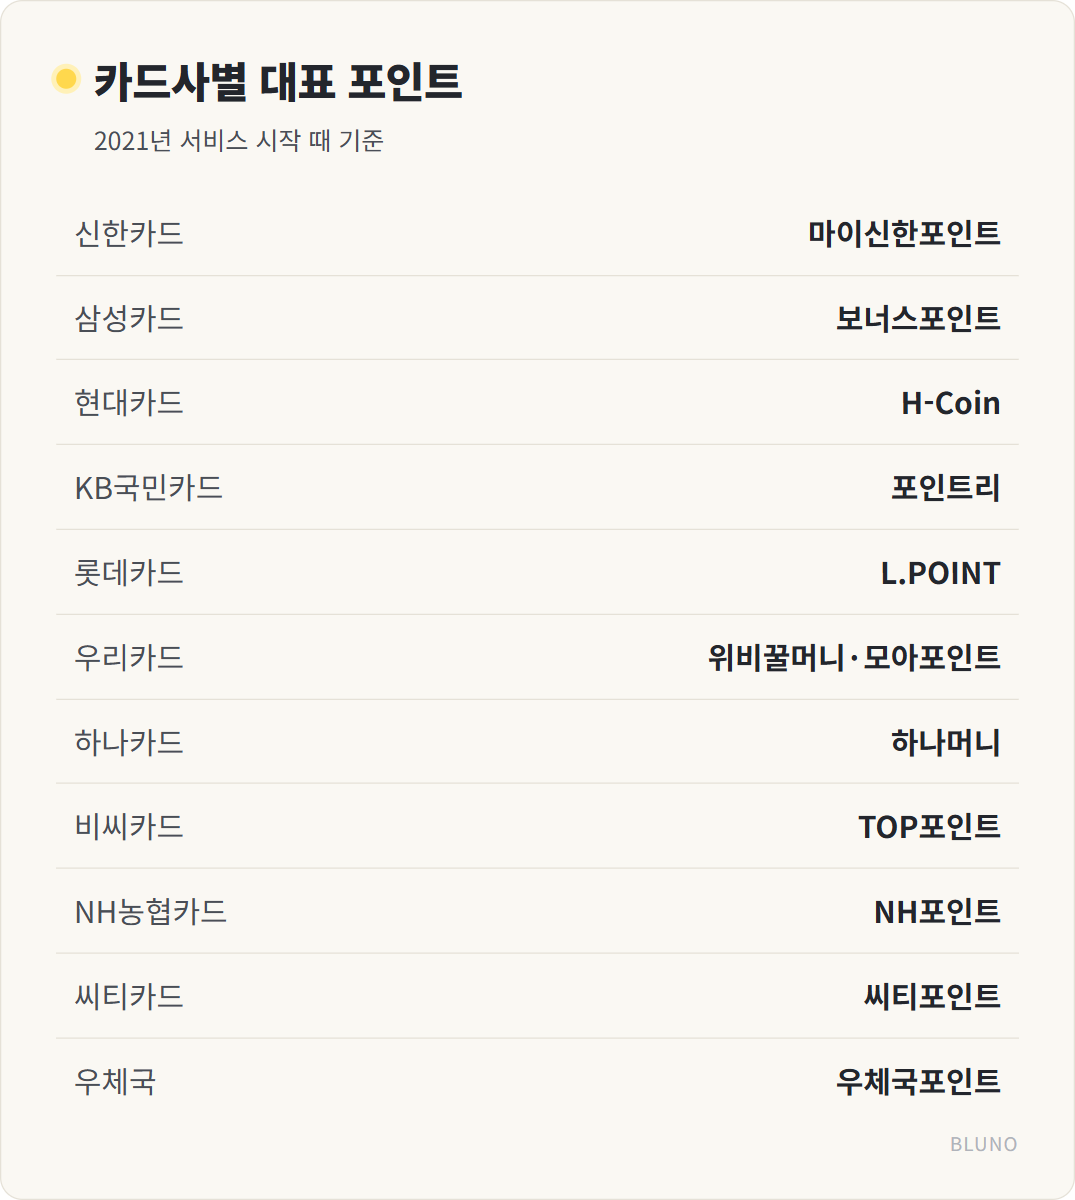 카드사별 대표 포인트
2021년 서비스 시작 때 기준
신한카드 마이신한포인트
삼성카드 보너스포인트
현대카드 H-Coin
KB국민카드 포인트리
롯데카드 L.POINT
우리카드 위비꿀머니·모아포인트
하나카드 하나머니
비씨카드 TOP포인트
NH농협카드 NH포인트
씨티카드 씨티포인트
우체국 우체국포인트
BLUNO